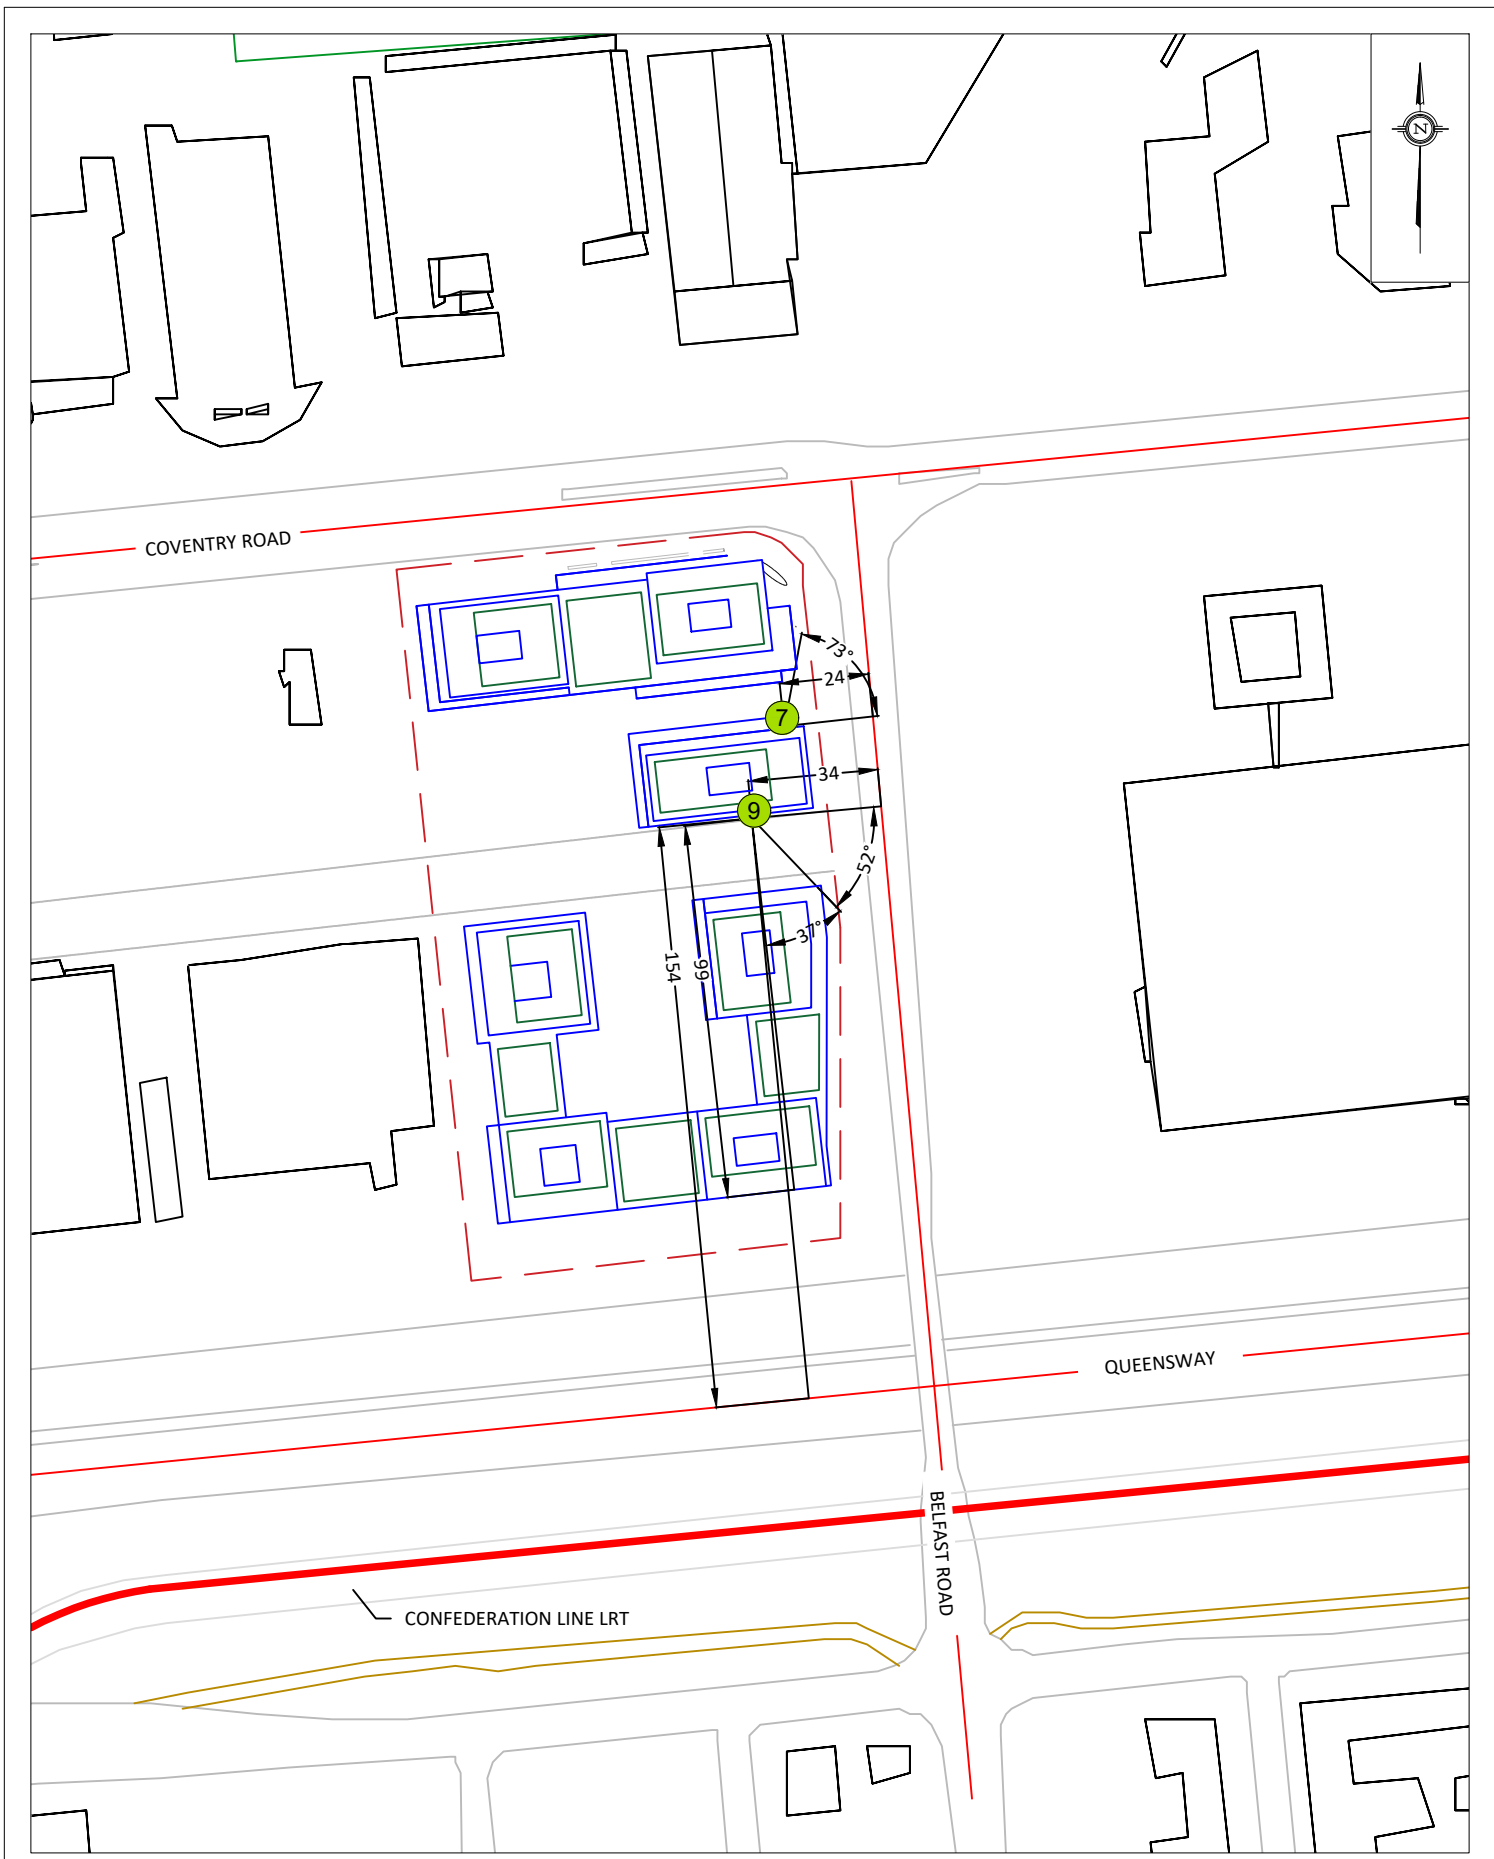 N
COVENTRY ROAD
73°
24
7
34
9
52°
37°
154
99
QUEENSWAY
BELFAST ROAD
CONFEDERATION LINE LRT